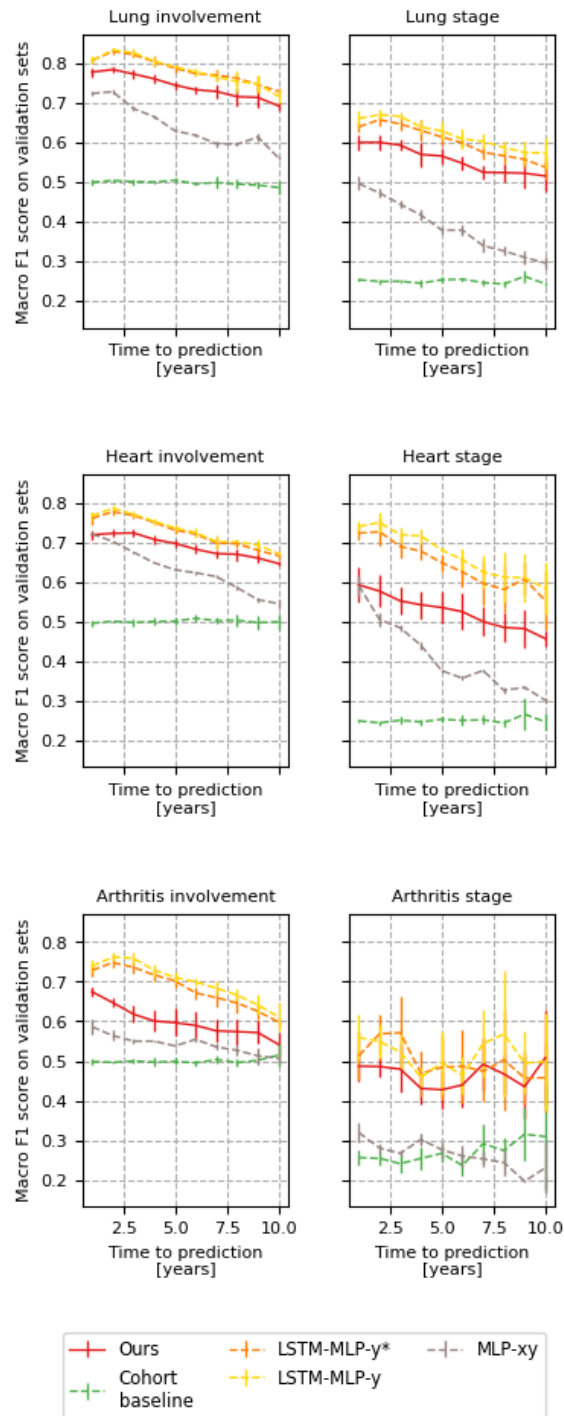 Lung involvement
Lung stage
Macro F1 score on validation sets
0.8
0.7
0.6
0.5
0.4
0.3
0.2
Time to prediction
[years]
Time to prediction
[years]
Heart involvement
Heart stage
Macro F1 score on validation sets
0.8
0.7
0.6
0.5
0.4
0.3
0.2
Time to prediction
[years]
Time to prediction
[years]
Arthritis involvement
Arthritis stage
Macro F1 score on validation sets
0.8
0.7
0.6
0.5
0.4
0.3
0.2
2.5 5.0 7.5 10.0
2.5 5.0 7.5 10.0
Time to prediction
[years]
Time to prediction
[years]
Ours
Cohort
baseline
LSTM-MLP-y*
LSTM-MLP-y
MLP-xy